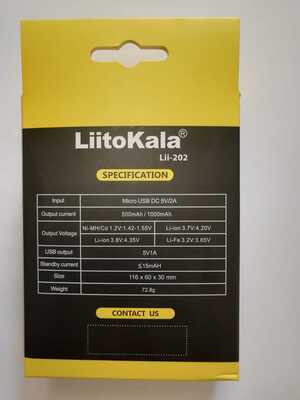 LiitoKala®
Lii-202
SPECIFICATION
Input Micro USB DC 5V/2A
Output current 500mAh / 1000mAh
Output Voltage Ni-MH/Cd 1.2V:1.42-1.55V Li-ion 3.7V:4.20V
Li-ion 3.8V:4.35V Li-Fe 3.2V:3.65V
USB output 5V1A
Standby current ≤15mAH
Size 116 x 60 x 30 mm
Weight 72.8g
CONTACT US